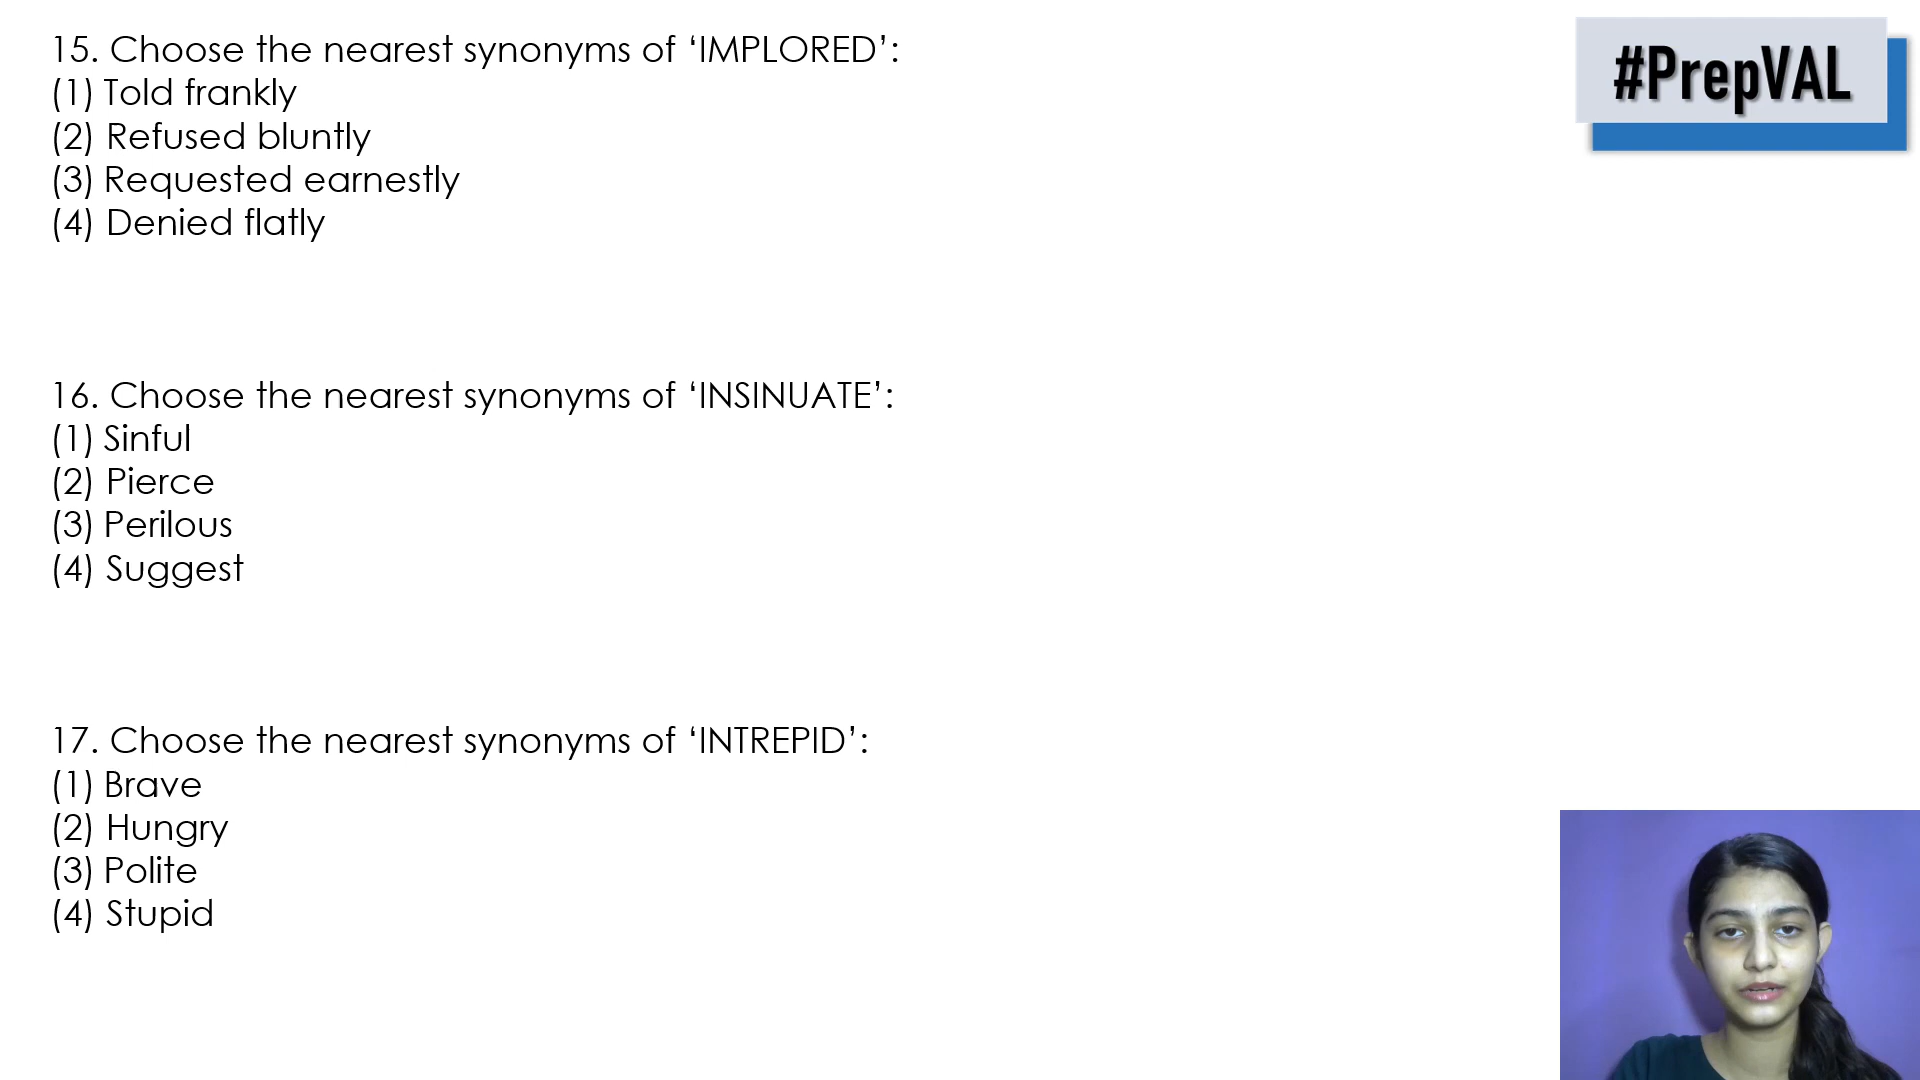 15. Choose the nearest synonyms of ‘IMPLORED’:
(1) Told frankly
(2) Refused bluntly
(3) Requested earnestly
(4) Denied flatly
16. Choose the nearest synonyms of ‘INSINUATE’:
(1) Sinful
(2) Pierce
(3) Perilous
(4) Suggest
17. Choose the nearest synonyms of ‘INTREPID’:
(1) Brave
(2) Hungry
(3) Polite
(4) Stupid
#PrepVAL